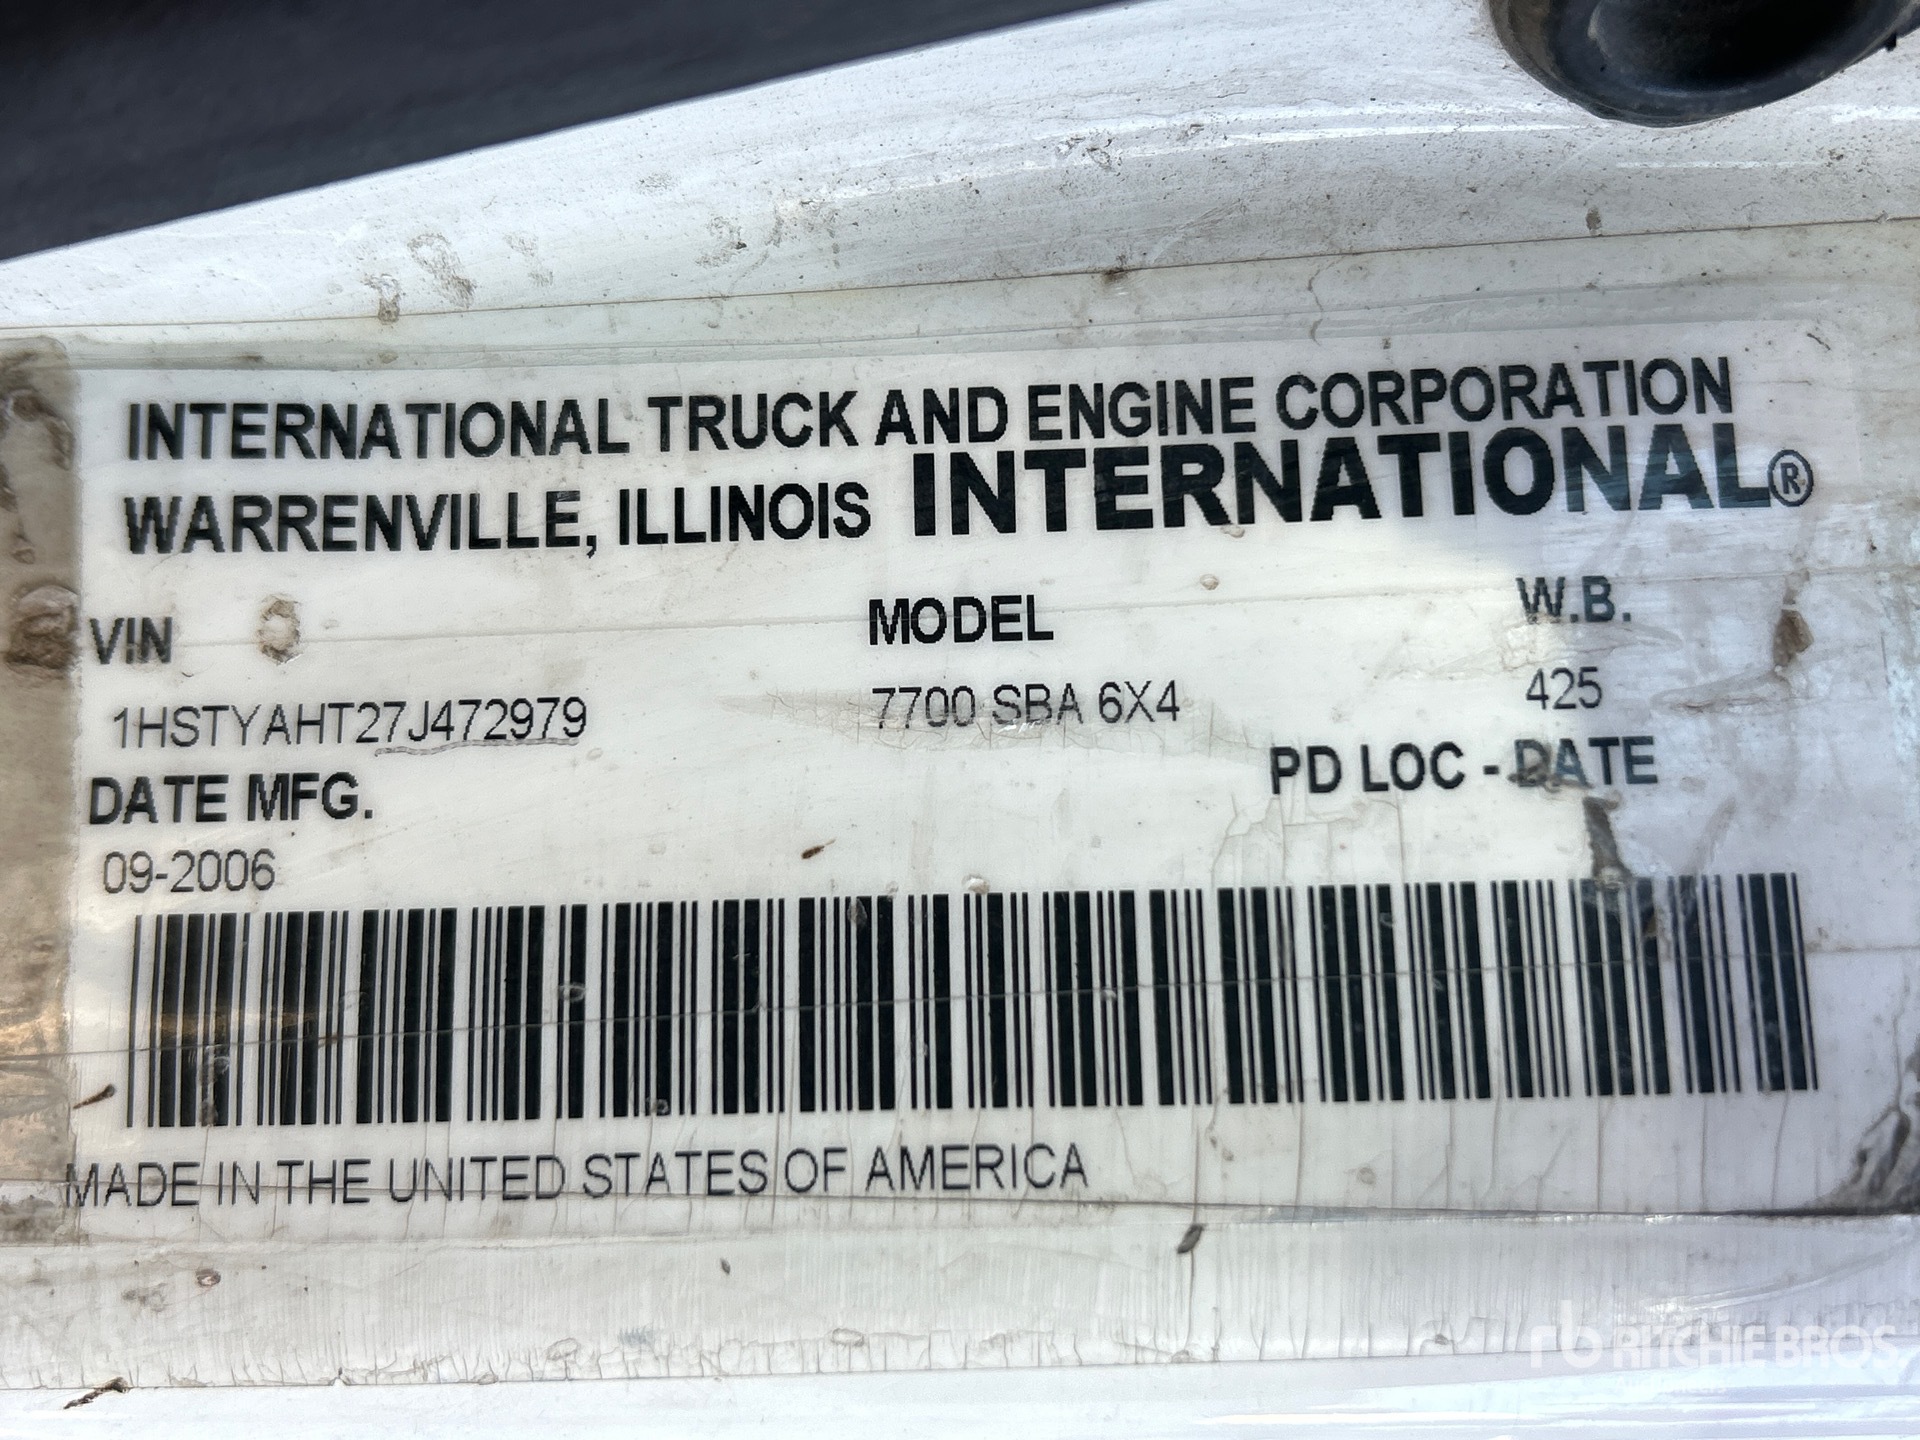 INTERNATIONAL TRUCK AND ENGINE CORPORATION
WARRENVILLE, ILLINOIS INTERNATIONAL®
VIN MODEL W.B.
1HSTYAHT27J472979 7700 SBA 6X4 425
DATE MFG. PD LOC - DATE
09-2006
MADE IN THE UNITED STATES OF AMERICA
rb RITCHIE BROS.